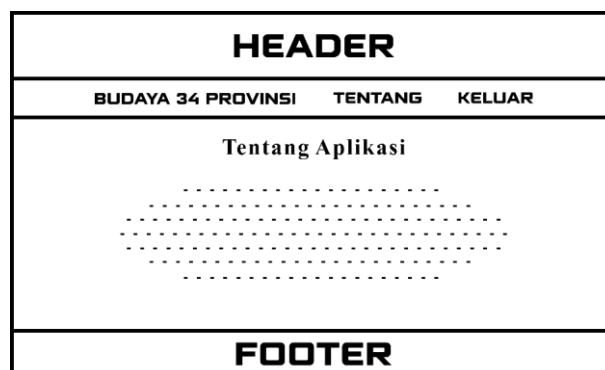 HEADER
BUDAYA 34 PROVINSI TENTANG KELUAR
Tentang Aplikasi
- - - - - - - - - - - - - - - - - - - -
- - - - - - - - - - - - - - - - - - - - - - - - -
- - - - - - - - - - - - - - - - - - - - - - - - - - - - -
- - - - - - - - - - - - - - - - - - - - - - - - - - - - - -
- - - - - - - - - - - - - - - - - - - - - - - - - - - - -
- - - - - - - - - - - - - - - - - - - - - - - - -
- - - - - - - - - - - - - - - - - - - -
FOOTER